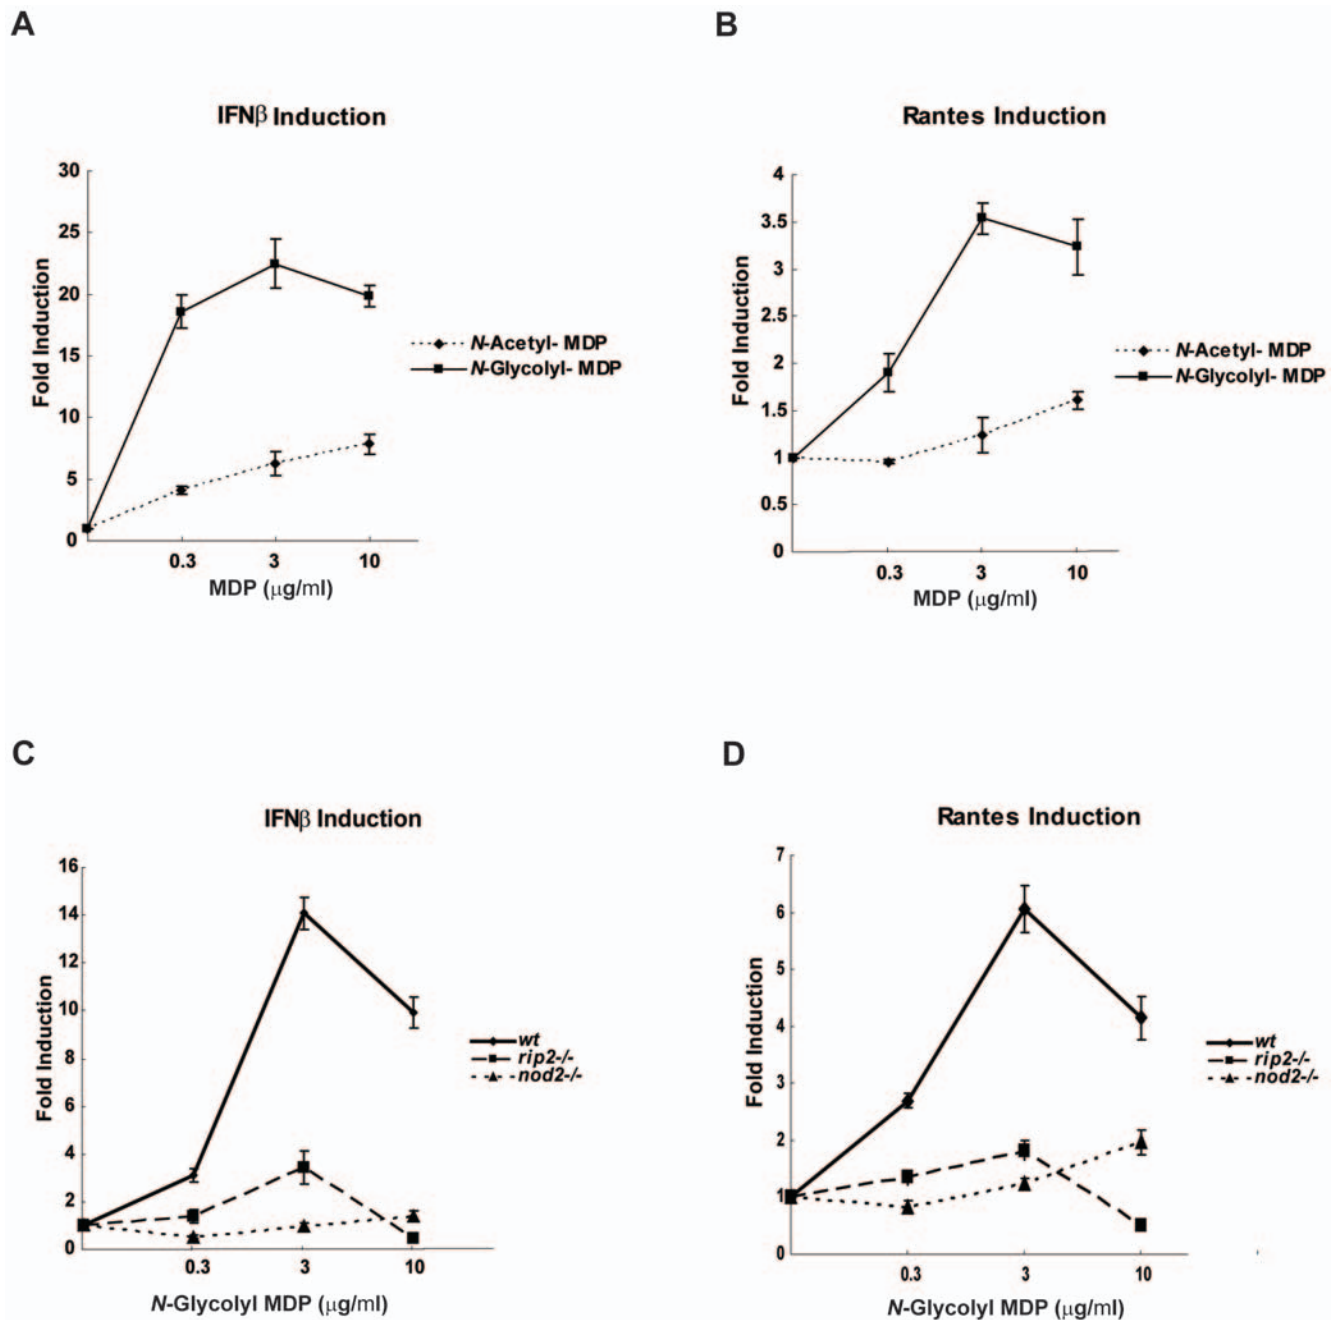 A
IFNβ Induction
30
25
20
15
10
5
0
Fold Induction
0.3 3 10
MDP (μg/ml)
N-Acetyl- MDP
N-Glycolyl- MDP
B
Rantes Induction
4
3.5
3
2.5
2
1.5
1
0.5
0
Fold Induction
0.3 3 10
MDP (μg/ml)
N-Acetyl- MDP
N-Glycolyl- MDP
C
IFNβ Induction
16
14
12
10
8
6
4
2
0
Fold Induction
0.3 3 10
N-Glycolyl MDP (μg/ml)
wt
rip2-/-
nod2-/-
D
Rantes Induction
7
6
5
4
3
2
1
0
Fold Induction
0.3 3 10
N-Glycolyl MDP (μg/ml)
wt
rip2-/-
nod2-/-